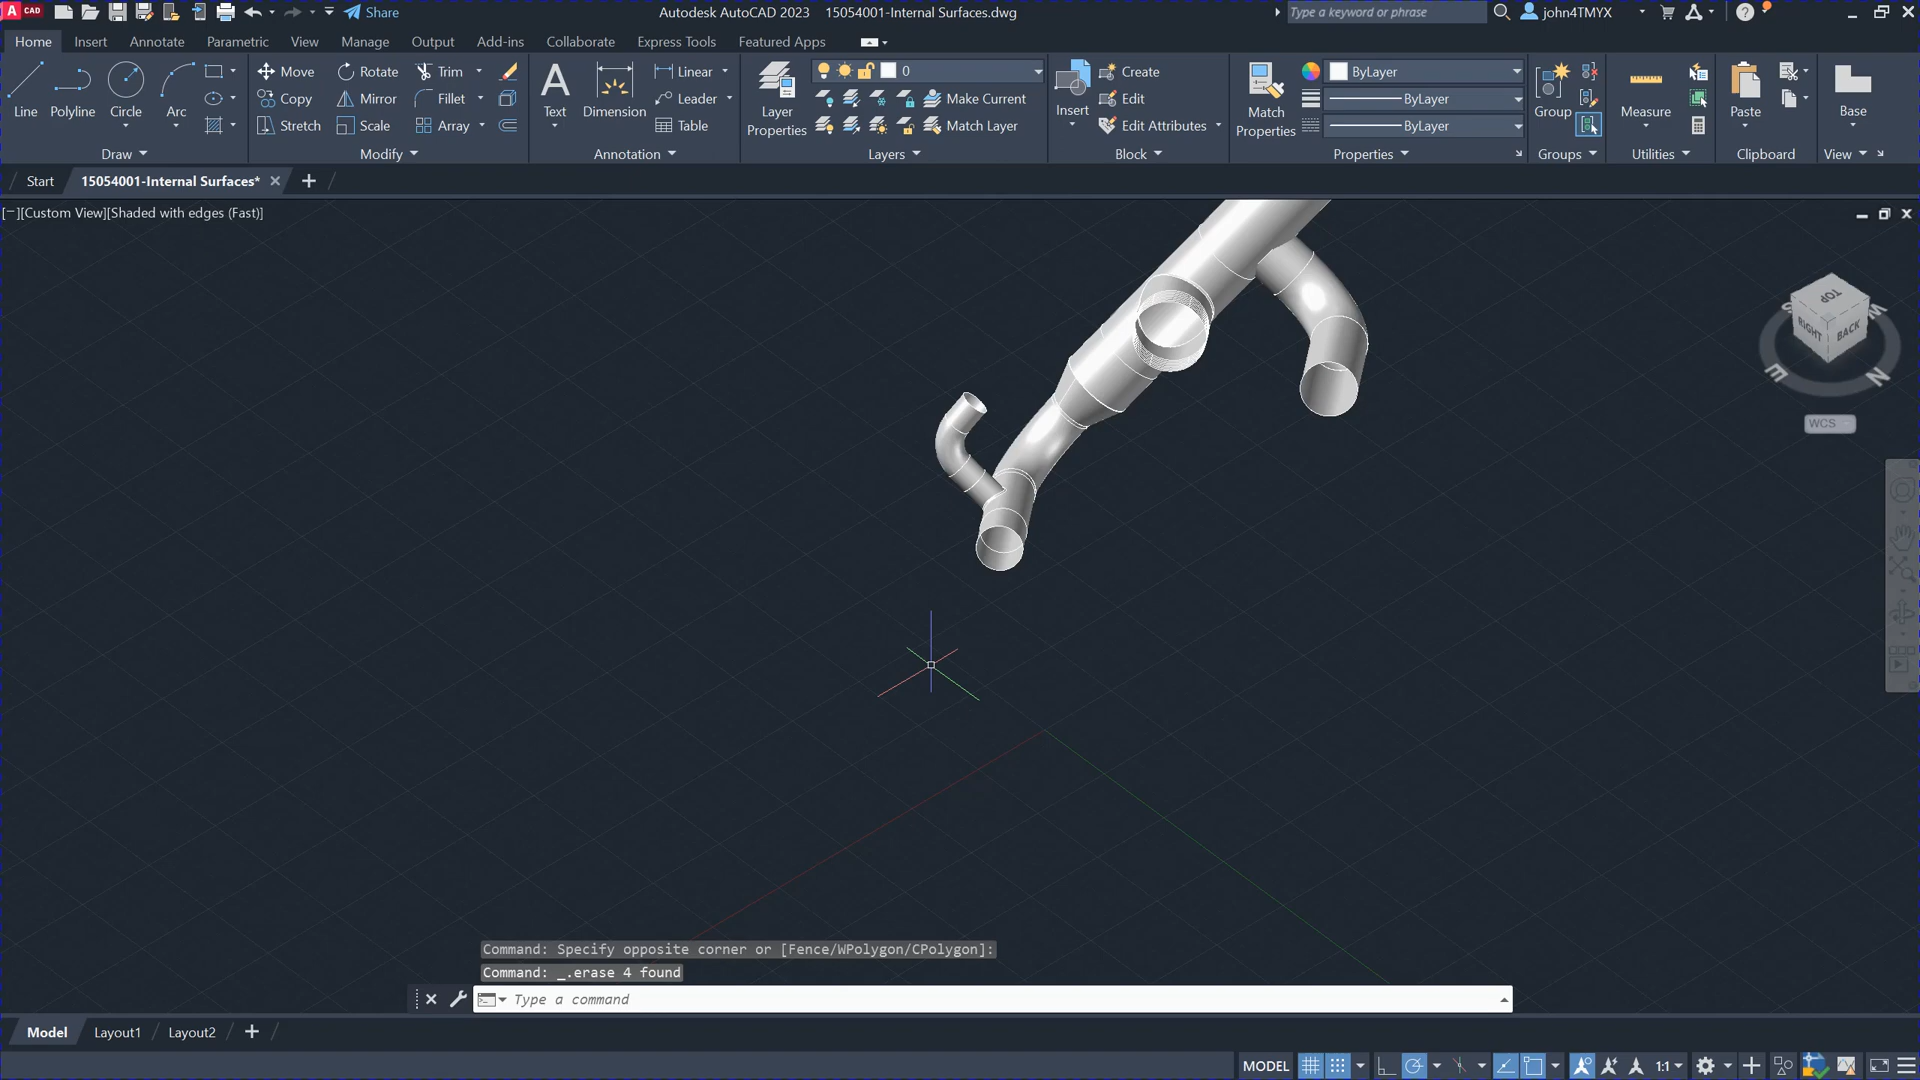 CAD
Share
Autodesk AutoCAD 2023 15054001-Internal Surfaces.dwg
Type a keyword or phrase
john4TMYX
Home Insert Annotate Parametric View Manage Output Add-ins Collaborate Express Tools Featured Apps
Line Polyline Circle Arc
Draw
Move Rotate Trim
Copy Mirror Fillet
Stretch Scale Array
Modify
Text Dimension
Linear
Leader
Table
Annotation
Layer Properties
0
Make Current
Match Layer
Layers
Insert
Create
Edit
Edit Attributes
Block
Match Properties
ByLayer
ByLayer
ByLayer
Properties
Group
Groups
Measure
Utilities
Paste
Clipboard
Base
View
Start 15054001-Internal Surfaces*
[−][Custom View][Shaded with edges (Fast)]
TOP
RIGHT BACK
S
W
E
N
WCS
Command: Specify opposite corner or [Fence/WPolygon/CPolygon]:
Command: _.erase 4 found
Type a command
Model Layout1 Layout2
MODEL
1:1